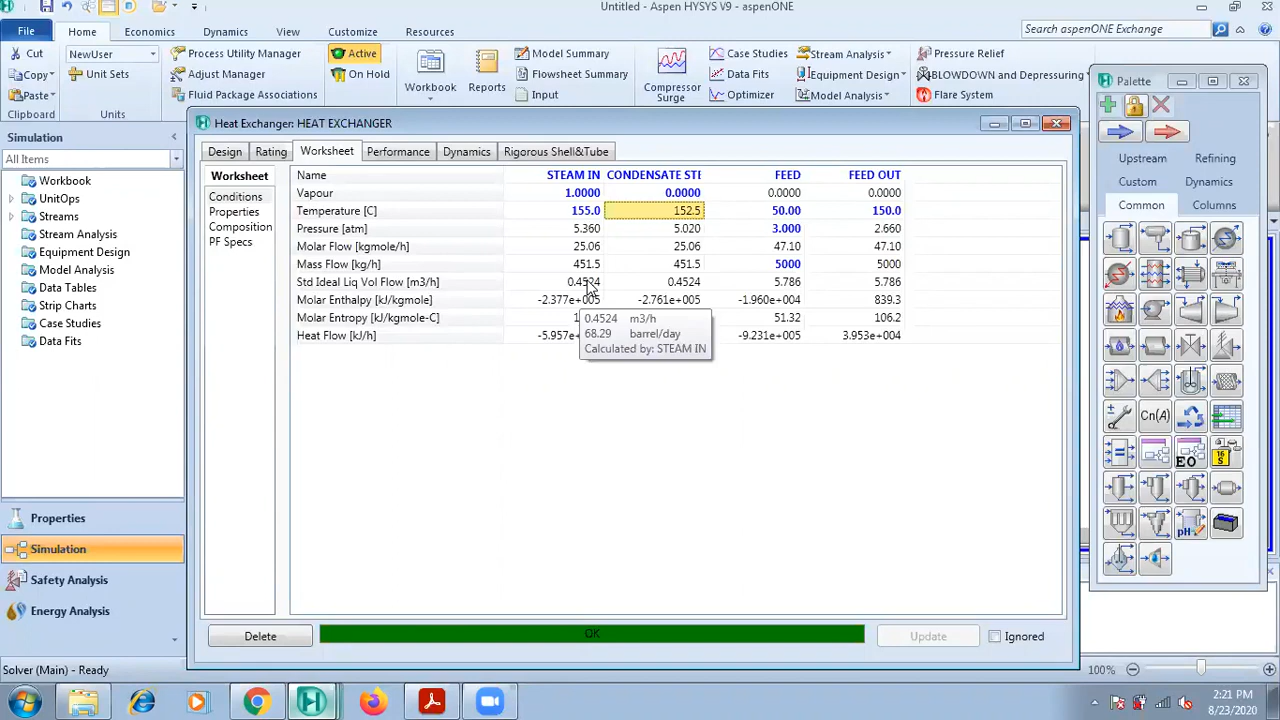 Untitled - Aspen HYSYS V9 - aspenONE
File Home Economics Dynamics View Customize Resources
Search aspenONE Exchange
Cut NewUser Process Utility Manager Active Model Summary Case Studies Stream Analysis Pressure Relief
Copy Unit Sets Adjust Manager On Hold Flowsheet Summary Data Fits Equipment Design BLOWDOWN and Depressuring
Paste Fluid Package Associations Workbook Reports Input Compressor Surge Optimizer Model Analysis Flare System
Clipboard Units
Simulation
All Items
Workbook
UnitOps
Streams
Stream Analysis
Equipment Design
Model Analysis
Data Tables
Strip Charts
Case Studies
Data Fits
Properties
Simulation
Safety Analysis
Energy Analysis
Heat Exchanger: HEAT EXCHANGER
Design Rating Worksheet Performance Dynamics Rigorous Shell&Tube
Worksheet
Conditions
Properties
Composition
PF Specs
Name STEAM IN CONDENSATE STE FEED FEED OUT
Vapour 1.0000 0.0000 0.0000 0.0000
Temperature [C] 155.0 152.5 50.00 150.0
Pressure [atm] 5.360 5.020 3.000 2.660
Molar Flow [kgmole/h] 25.06 25.06 47.10 47.10
Mass Flow [kg/h] 451.5 451.5 5000 5000
Std Ideal Liq Vol Flow [m3/h] 0.4524 0.4524 5.786 5.786
Molar Enthalpy [kJ/kgmole] -2.377e+005 -2.761e+005 -1.960e+004 839.3
Molar Entropy [kJ/kgmole-C] 51.32 106.2
Heat Flow [kJ/h] -9.231e+005 3.953e+004
0.4524 m3/h
68.29 barrel/day
Calculated by: STEAM IN
Delete OK Update Ignored
Palette
Upstream Refining
Custom Dynamics
Common Columns
Cn(A)
EO
16
S
pH
Solver (Main) - Ready
100%
2:21 PM
8/23/2020